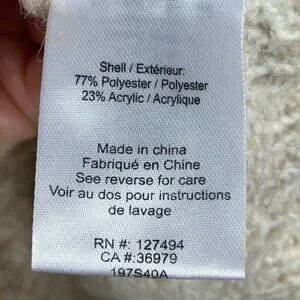 Shell / Extérieur:
77% Polyester / Polyester
23% Acrylic / Acrylique
Made in china
Fabriqué en Chine
See reverse for care
Voir au dos pour instructions
de lavage
RN #: 127494
CA #:36979
197S40A